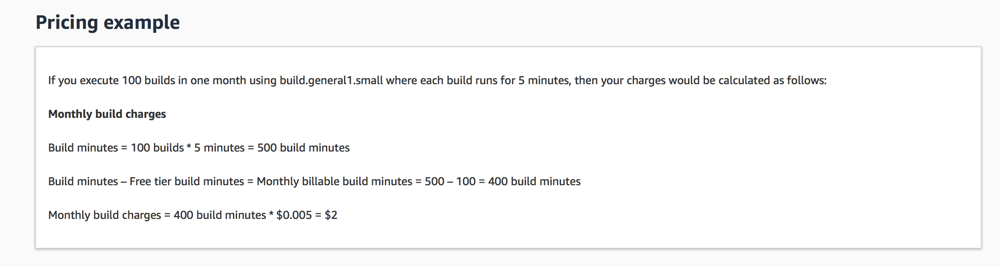 Pricing example
If you execute 100 builds in one month using build.general1.small where each build runs for 5 minutes, then your charges would be calculated as follows:
Monthly build charges
Build minutes = 100 builds * 5 minutes = 500 build minutes
Build minutes – Free tier build minutes = Monthly billable build minutes = 500 – 100 = 400 build minutes
Monthly build charges = 400 build minutes * $0.005 = $2